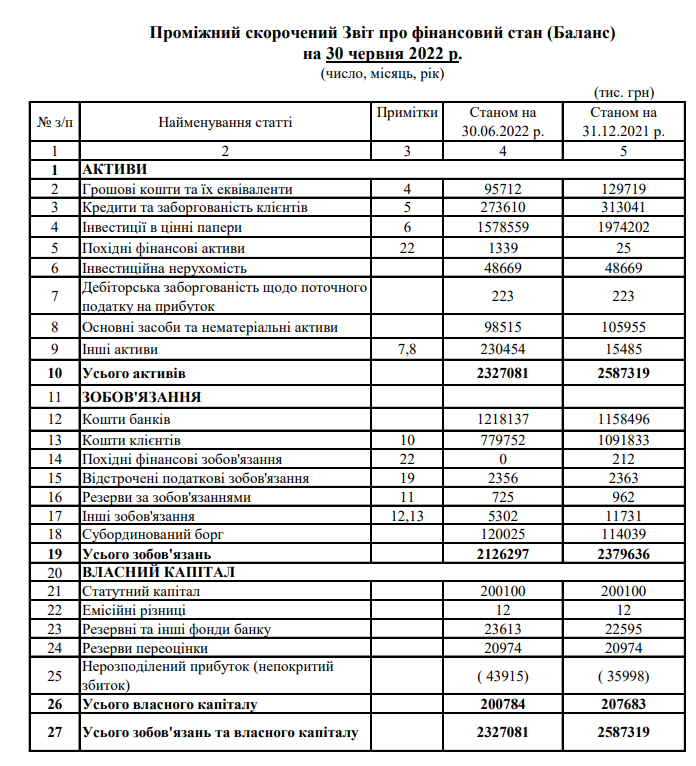 Проміжний скорочений Звіт про фінансовий стан (Баланс)
на 30 червня 2022 р.
(число, місяць, рік)
(тис. грн)
№ з/п Найменування статті Примітки Станом на 30.06.2022 р. Станом на 31.12.2021 р.
1 2 3 4 5
1 АКТИВИ
2 Грошові кошти та їх еквіваленти 4 95712 129719
3 Кредити та заборгованість клієнтів 5 273610 313041
4 Інвестиції в цінні папери 6 1578559 1974202
5 Похідні фінансові активи 22 1339 25
6 Інвестиційна нерухомість 48669 48669
7 Дебіторська заборгованість щодо поточного податку на прибуток 223 223
8 Основні засоби та нематеріальні активи 98515 105955
9 Інші активи 7,8 230454 15485
10 Усього активів 2327081 2587319
11 ЗОБОВ'ЯЗАННЯ
12 Кошти банків 1218137 1158496
13 Кошти клієнтів 10 779752 1091833
14 Похідні фінансові зобов'язання 22 0 212
15 Відстрочені податкові зобов'язання 19 2356 2363
16 Резерви за зобов'язаннями 11 725 962
17 Інші зобов'язання 12,13 5302 11731
18 Субординований борг 120025 114039
19 Усього зобов'язань 2126297 2379636
20 ВЛАСНИЙ КАПІТАЛ
21 Статутний капітал 200100 200100
22 Емісійні різниці 12 12
23 Резервні та інші фонди банку 23613 22595
24 Резерви переоцінки 20974 20974
25 Нерозподілений прибуток (непокритий збиток) ( 43915) ( 35998)
26 Усього власного капіталу 200784 207683
27 Усього зобов'язань та власного капіталу 2327081 2587319